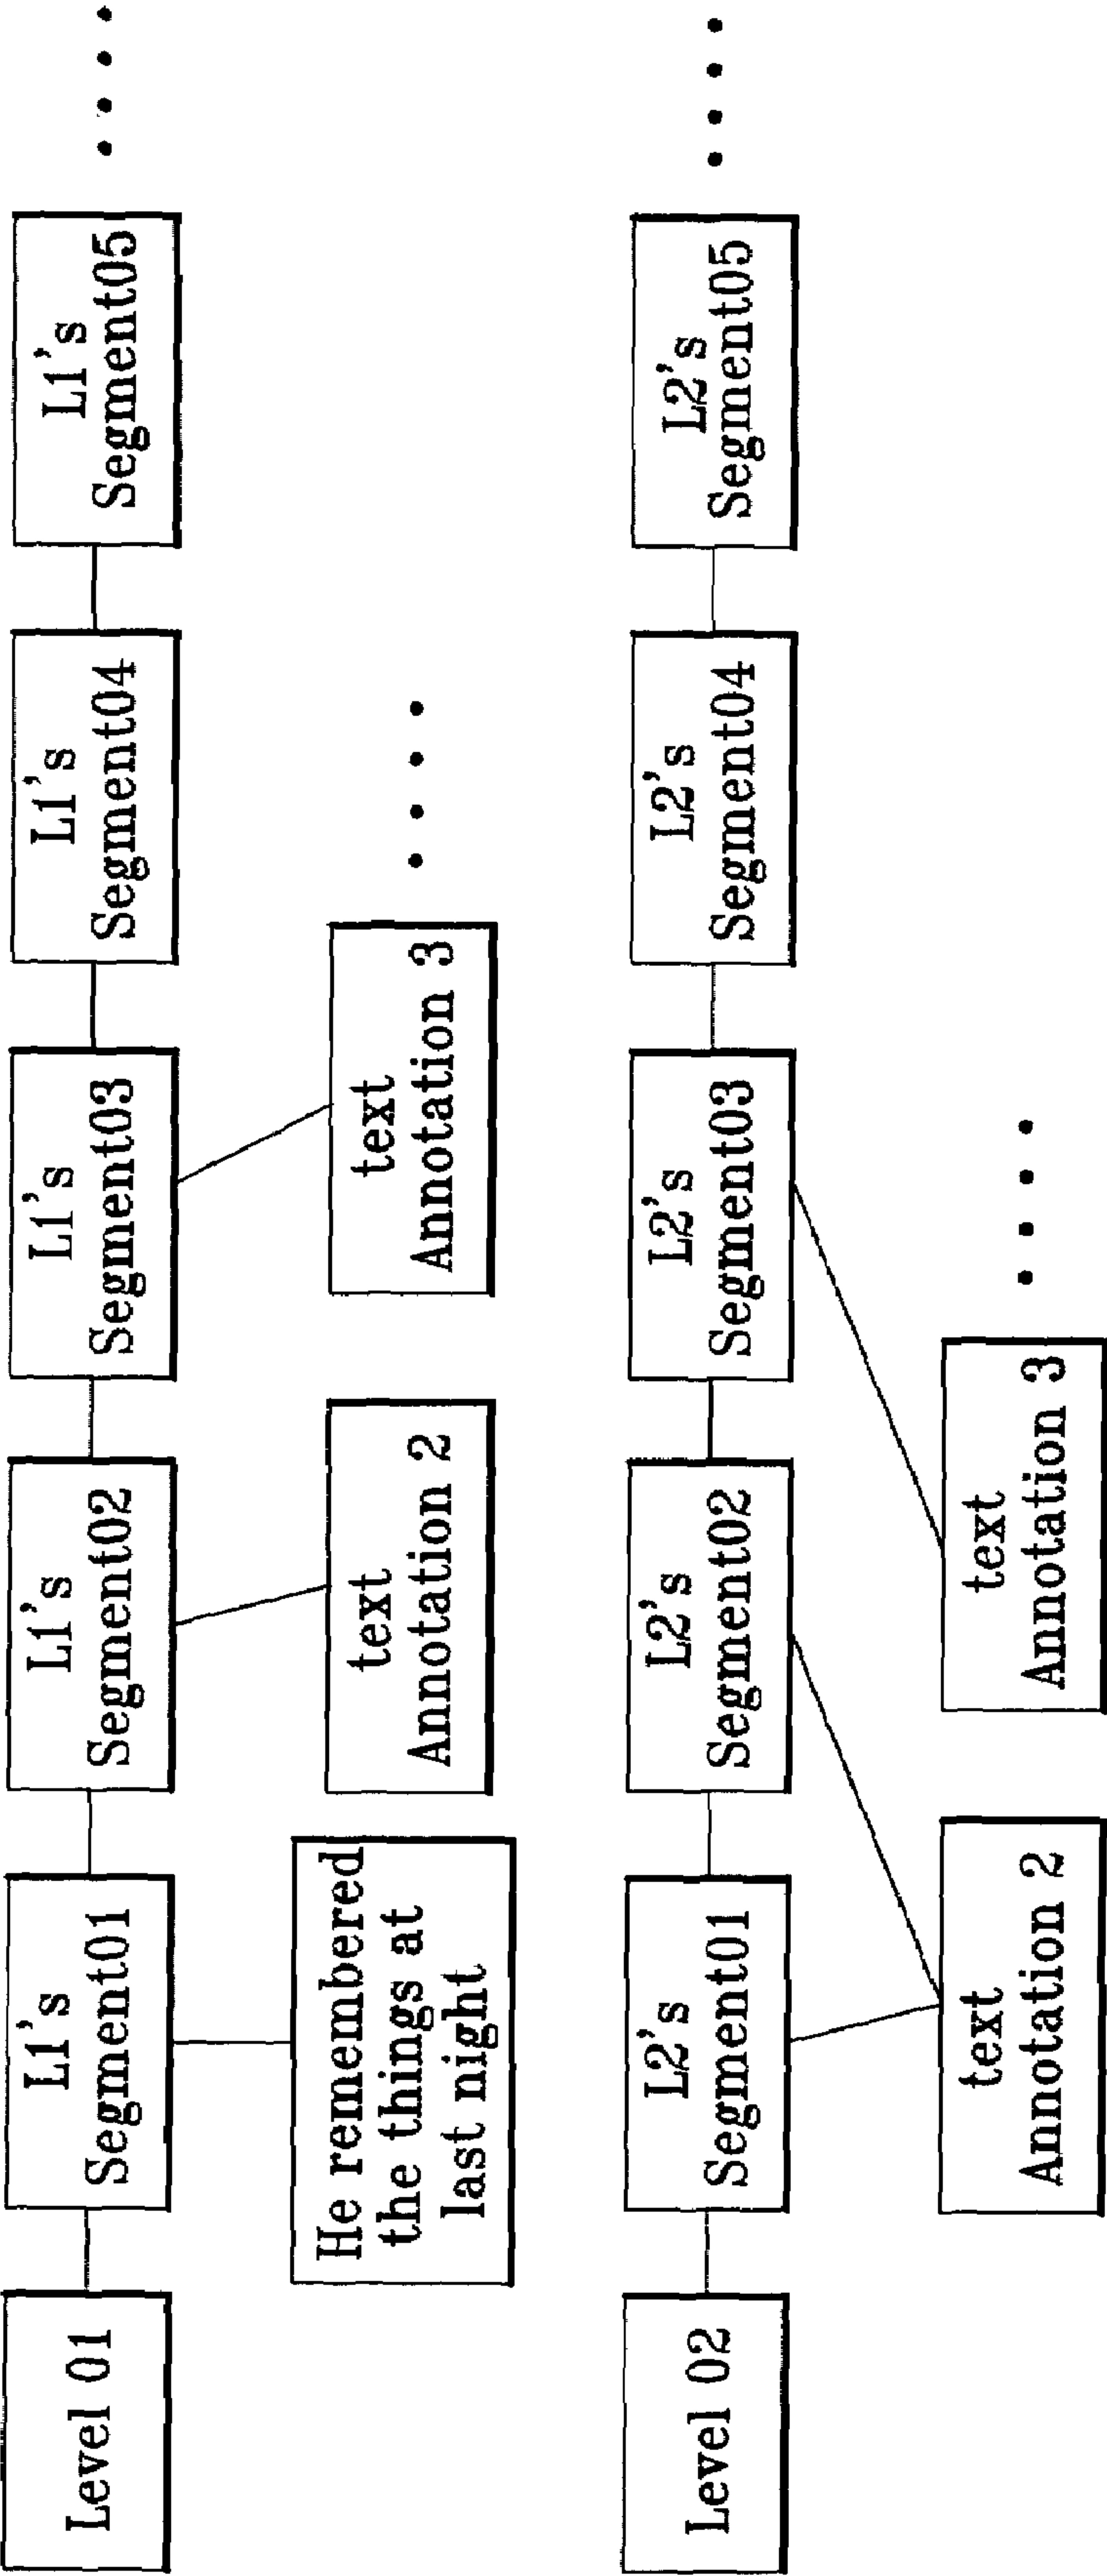 Level 01
L1's
Segment01
L1's
Segment02
L1's
Segment03
L1's
Segment04
L1's
Segment05
He remembered
the things at
last night
text
Annotation 2
text
Annotation 3
Level 02
L2's
Segment01
L2's
Segment02
L2's
Segment03
L2's
Segment04
L2's
Segment05
text
Annotation 2
text
Annotation 3